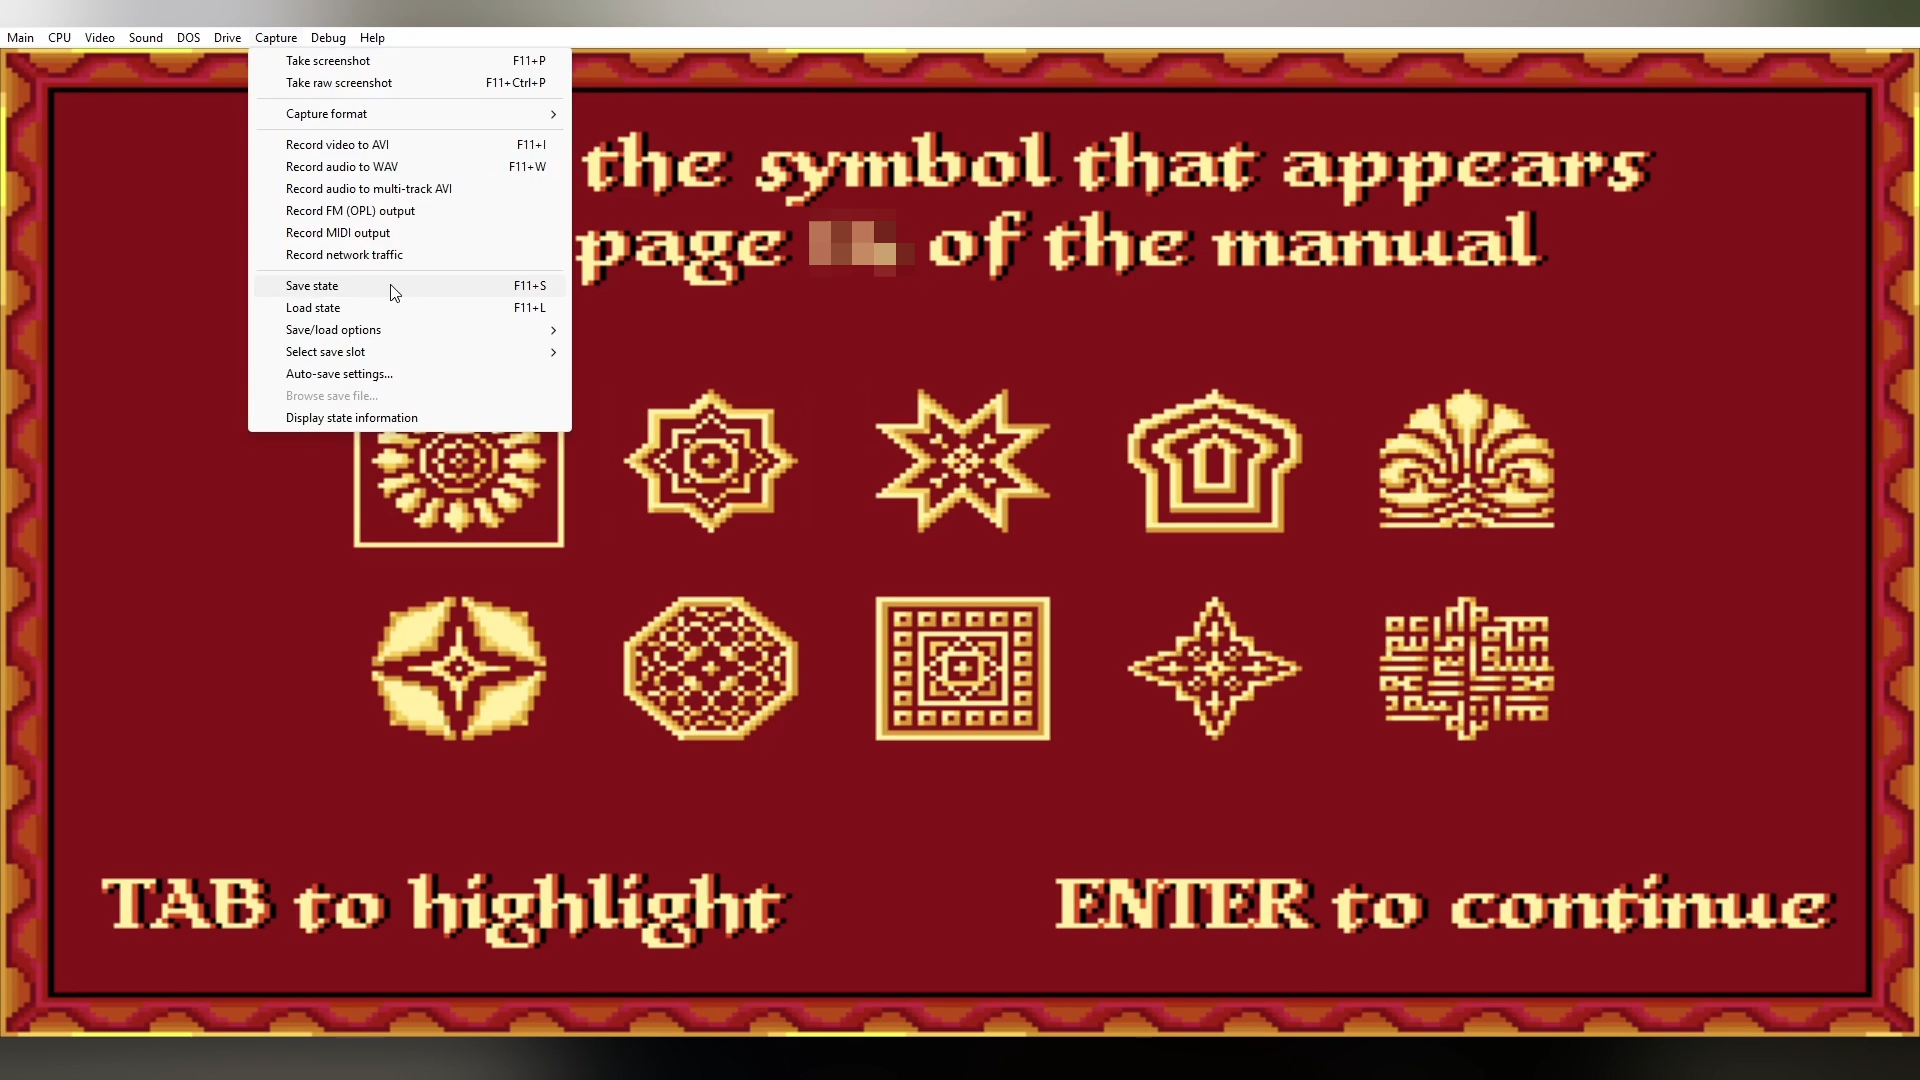 Main CPU Video Sound DOS Drive Capture Debug Help
Take screenshot F11+P
Take raw screenshot F11+Ctrl+P
Capture format
Record video to AVI F11+I
Record audio to WAV F11+W
Record audio to multi-track AVI
Record FM (OPL) output
Record MIDI output
Record network traffic
Save state F11+S
Load state F11+L
Save/load options
Select save slot
Auto-save settings...
Browse save file...
Display state information
the symbol that appears
page of the manual
TAB to highlight
ENTER to continue